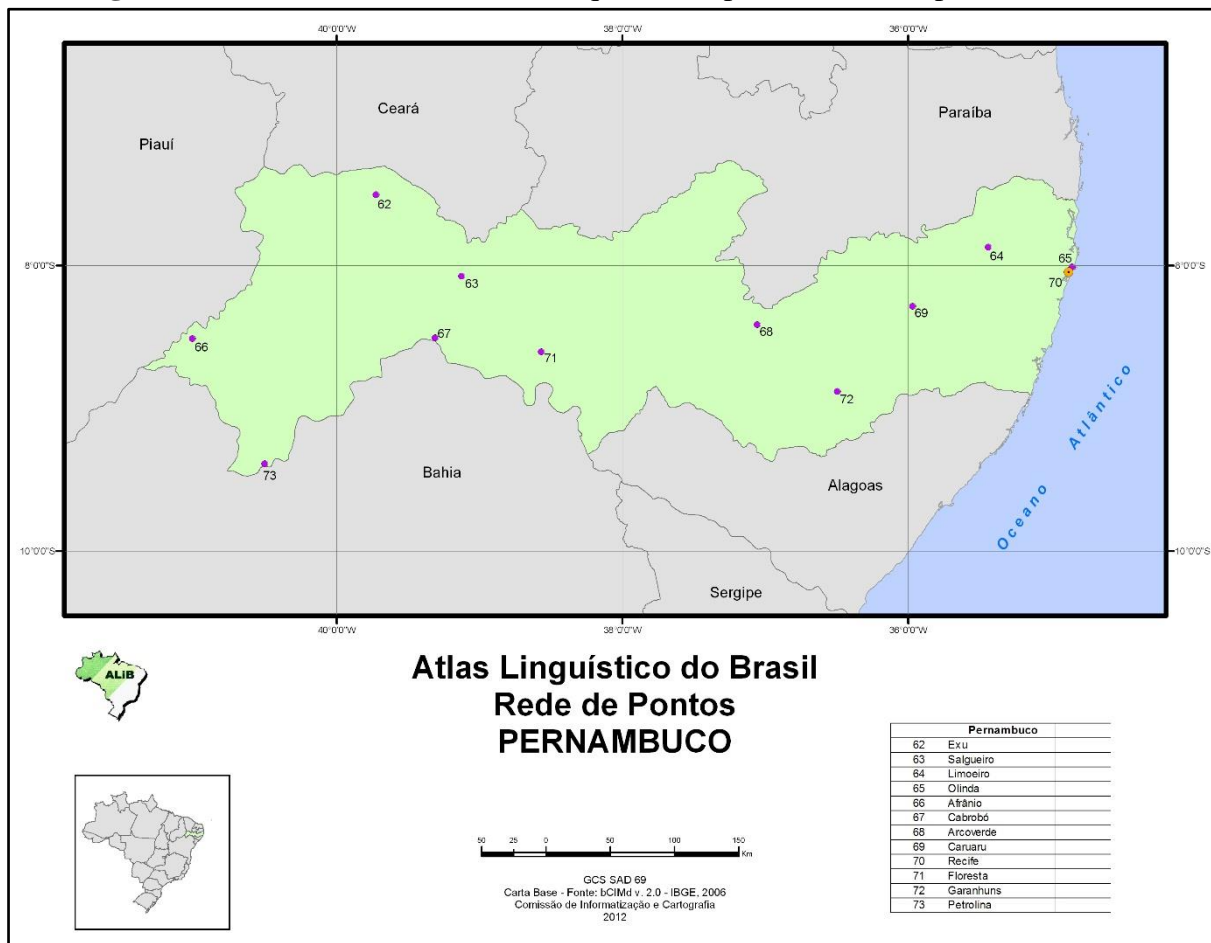 40°0'0"W 38°0'0"W 36°0'0"W
Piauí
Ceará
Paraíba
62
64
65
8°0'0"S 8°0'0"S
70
63
69
66
67
71
68
72
73
Bahia
Alagoas
Oceano Atlântico
10°0'0"S 10°0'0"S
Sergipe
40°0'0"W 38°0'0"W 36°0'0"W
ALiB
Atlas Linguístico do Brasil
Rede de Pontos
PERNAMBUCO
50 25 0 50 100 150
Km
GCS SAD 69
Carta Base - Fonte: bCIMd v. 2.0 - IBGE, 2006
Comissão de Informatização e Cartografia
2012
Pernambuco
62 Exu
63 Salgueiro
64 Limoeiro
65 Olinda
66 Afrânio
67 Cabrobó
68 Arcoverde
69 Caruaru
70 Recife
71 Floresta
72 Garanhuns
73 Petrolina